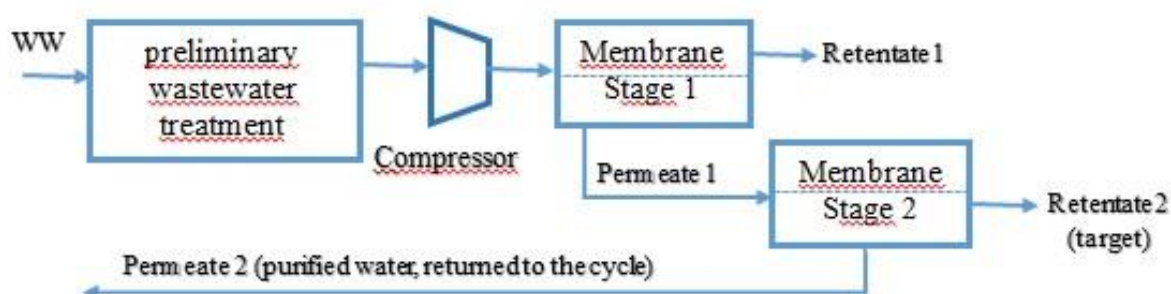 WW
preliminary
wastewater
treatment
Compressor
Membrane
Stage 1
Retentate 1
Permeate 1
Membrane
Stage 2
Retentate 2
(target)
Permeate 2 (purified water, returned to the cycle)